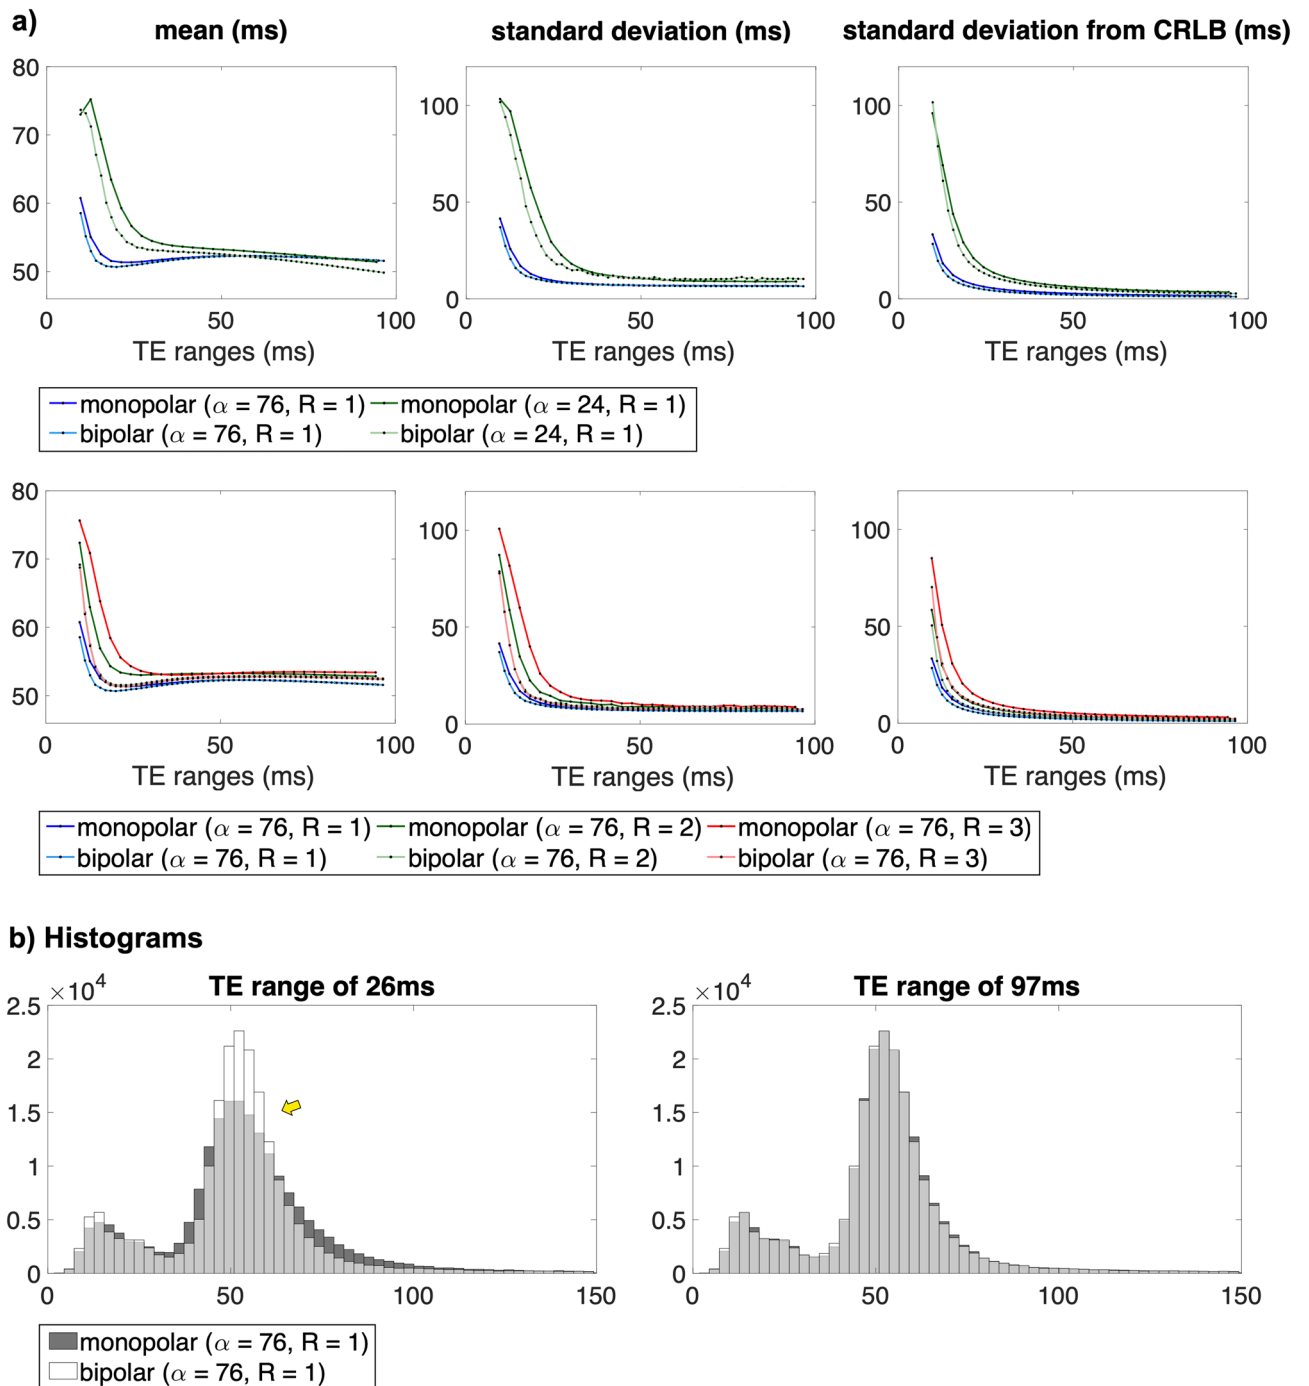 a)
mean (ms) standard deviation (ms) standard deviation from CRLB (ms)
80
70
60
50
0 50 100
TE ranges (ms)
100
50
0
0 50 100
TE ranges (ms)
100
50
0
0 50 100
TE ranges (ms)
monopolar (α = 76, R = 1) monopolar (α = 24, R = 1)
bipolar (α = 76, R = 1) bipolar (α = 24, R = 1)
80
70
60
50
0 50 100
TE ranges (ms)
100
50
0
0 50 100
TE ranges (ms)
100
50
0
0 50 100
TE ranges (ms)
monopolar (α = 76, R = 1) monopolar (α = 76, R = 2) monopolar (α = 76, R = 3)
bipolar (α = 76, R = 1) bipolar (α = 76, R = 2) bipolar (α = 76, R = 3)
b) Histograms
TE range of 26ms
×10⁴
2.5
2
1.5
1
0.5
0
0 50 100 150
TE range of 97ms
×10⁴
2.5
2
1.5
1
0.5
0
0 50 100 150
monopolar (α = 76, R = 1)
bipolar (α = 76, R = 1)